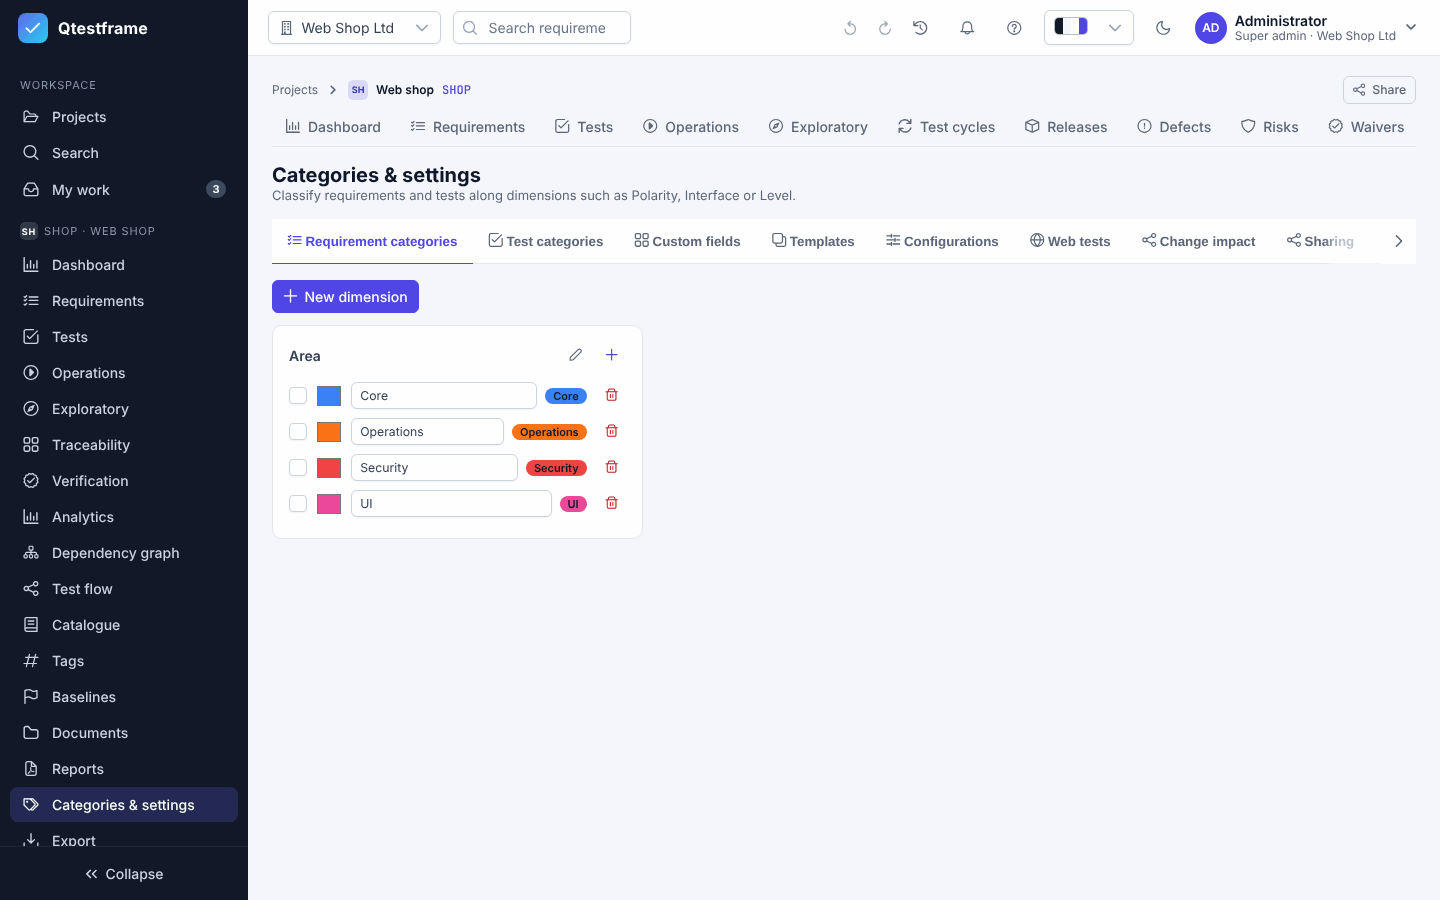 Qtestframe
Web Shop Ltd
Search requireme
AD
Administrator
Super admin · Web Shop Ltd
WORKSPACE
Projects
Search
My work
3
SH
SHOP · WEB SHOP
Dashboard
Requirements
Tests
Operations
Exploratory
Traceability
Verification
Analytics
Dependency graph
Test flow
Catalogue
Tags
Baselines
Documents
Reports
Categories & settings
Export
Collapse
Projects
SH
Web shop SHOP
Share
Dashboard
Requirements
Tests
Operations
Exploratory
Test cycles
Releases
Defects
Risks
Waivers
Categories & settings
Classify requirements and tests along dimensions such as Polarity, Interface or Level.
Requirement categories
Test categories
Custom fields
Templates
Configurations
Web tests
Change impact
Sharing
New dimension
Area
Core
Core
Operations
Operations
Security
Security
UI
UI